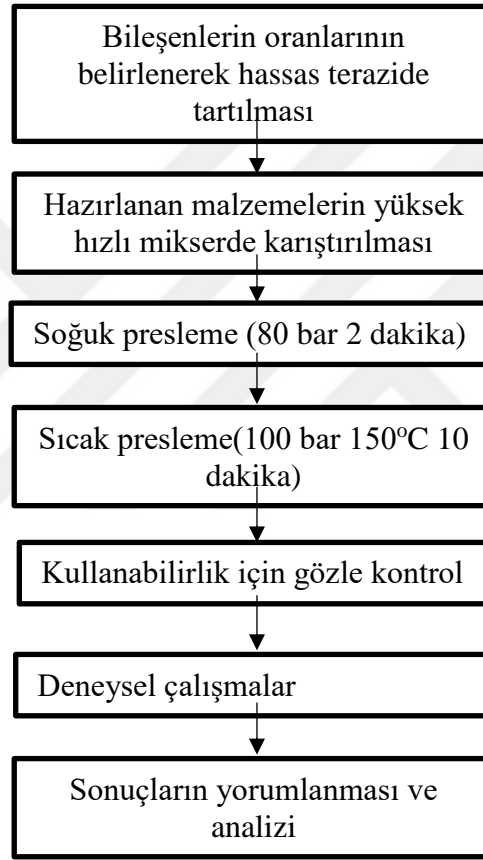 Bileşenlerin oranlarının
belirlenerek hassas terazide
tartılması
Hazırlanan malzemelerin yüksek
hızlı mikserde karıştırılması
Soğuk presleme (80 bar 2 dakika)
Sıcak presleme(100 bar 150ºC 10
dakika)
Kullanabilirlik için gözle kontrol
Deneysel çalışmalar
Sonuçların yorumlanması ve
analizi